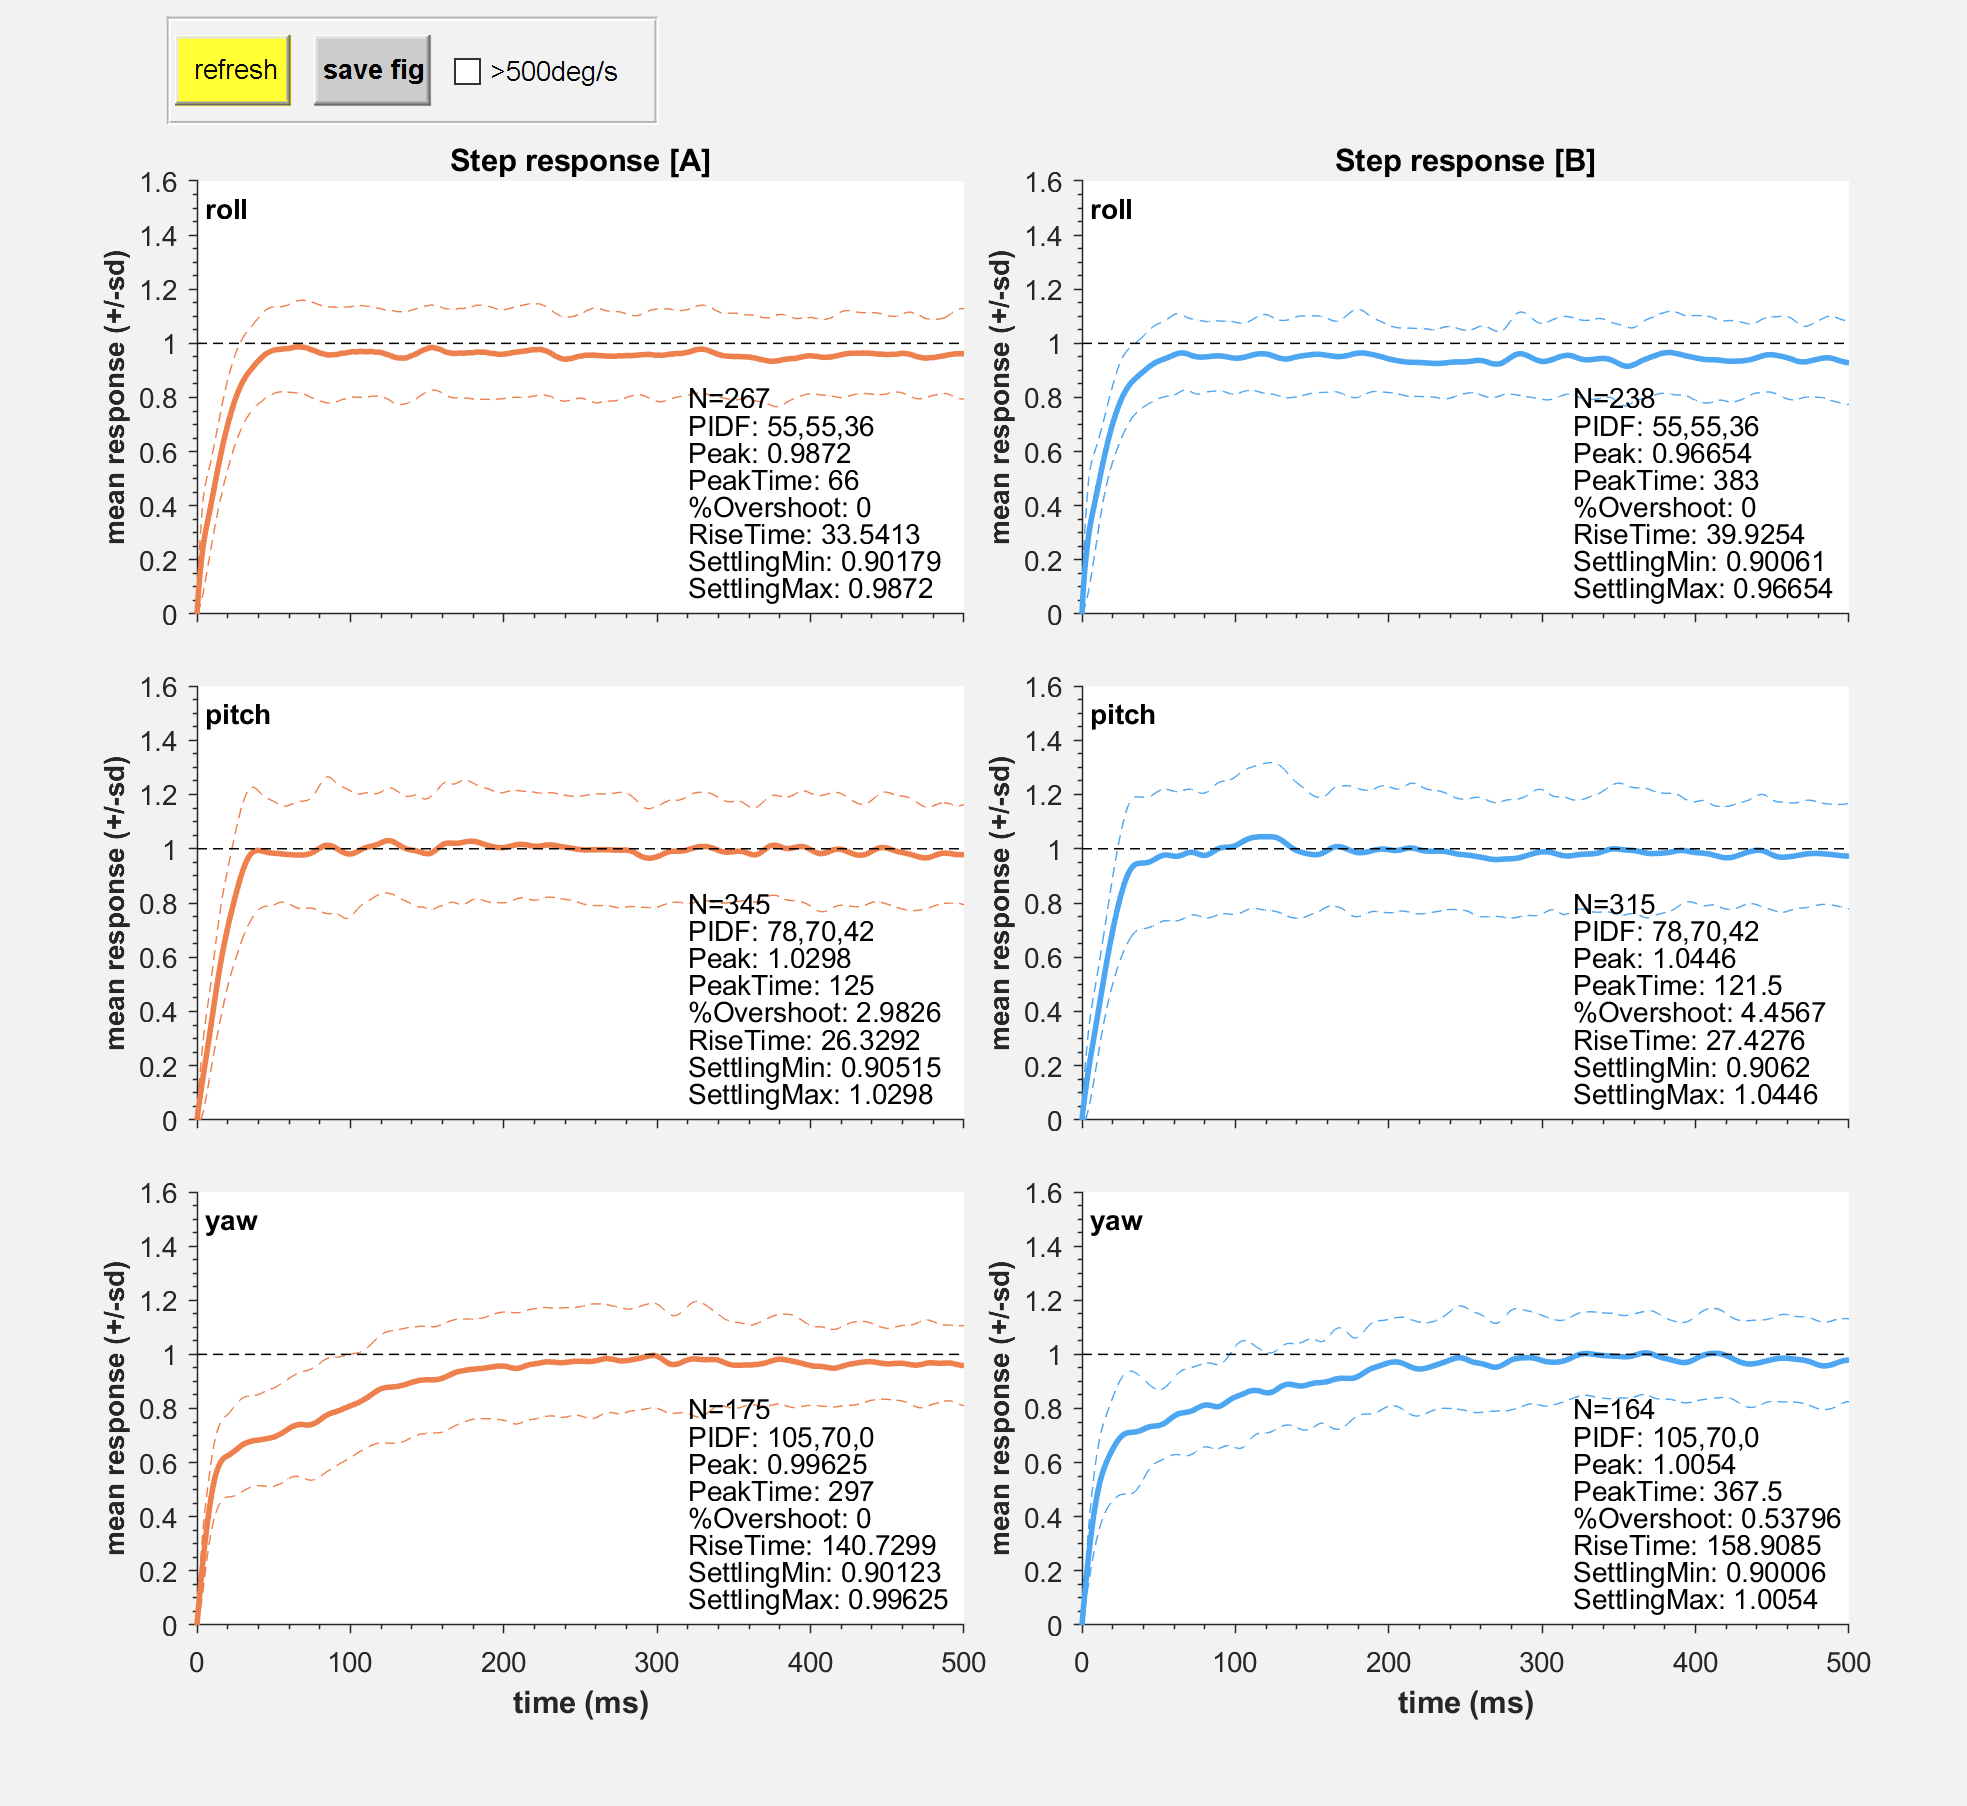 refresh
save fig
>500deg/s
Step response [A]
1.6
1.4
1.2
1
0.8
0.6
0.4
0.2
0
mean response (+/-sd)
roll
N=267
PIDF: 55,55,36
Peak: 0.9872
PeakTime: 66
%Overshoot: 0
RiseTime: 33.5413
SettlingMin: 0.90179
SettlingMax: 0.9872
Step response [B]
1.6
1.4
1.2
1
0.8
0.6
0.4
0.2
0
mean response (+/-sd)
roll
N=238
PIDF: 55,55,36
Peak: 0.96654
PeakTime: 383
%Overshoot: 0
RiseTime: 39.9254
SettlingMin: 0.90061
SettlingMax: 0.96654
1.6
1.4
1.2
1
0.8
0.6
0.4
0.2
0
mean response (+/-sd)
pitch
N=345
PIDF: 78,70,42
Peak: 1.0298
PeakTime: 125
%Overshoot: 2.9826
RiseTime: 26.3292
SettlingMin: 0.90515
SettlingMax: 1.0298
1.6
1.4
1.2
1
0.8
0.6
0.4
0.2
0
mean response (+/-sd)
pitch
N=315
PIDF: 78,70,42
Peak: 1.0446
PeakTime: 121.5
%Overshoot: 4.4567
RiseTime: 27.4276
SettlingMin: 0.9062
SettlingMax: 1.0446
1.6
1.4
1.2
1
0.8
0.6
0.4
0.2
0
mean response (+/-sd)
yaw
N=175
PIDF: 105,70,0
Peak: 0.99625
PeakTime: 297
%Overshoot: 0
RiseTime: 140.7299
SettlingMin: 0.90123
SettlingMax: 0.99625
0 100 200 300 400 500
time (ms)
1.6
1.4
1.2
1
0.8
0.6
0.4
0.2
0
mean response (+/-sd)
yaw
N=164
PIDF: 105,70,0
Peak: 1.0054
PeakTime: 367.5
%Overshoot: 0.53796
RiseTime: 158.9085
SettlingMin: 0.90006
SettlingMax: 1.0054
0 100 200 300 400 500
time (ms)